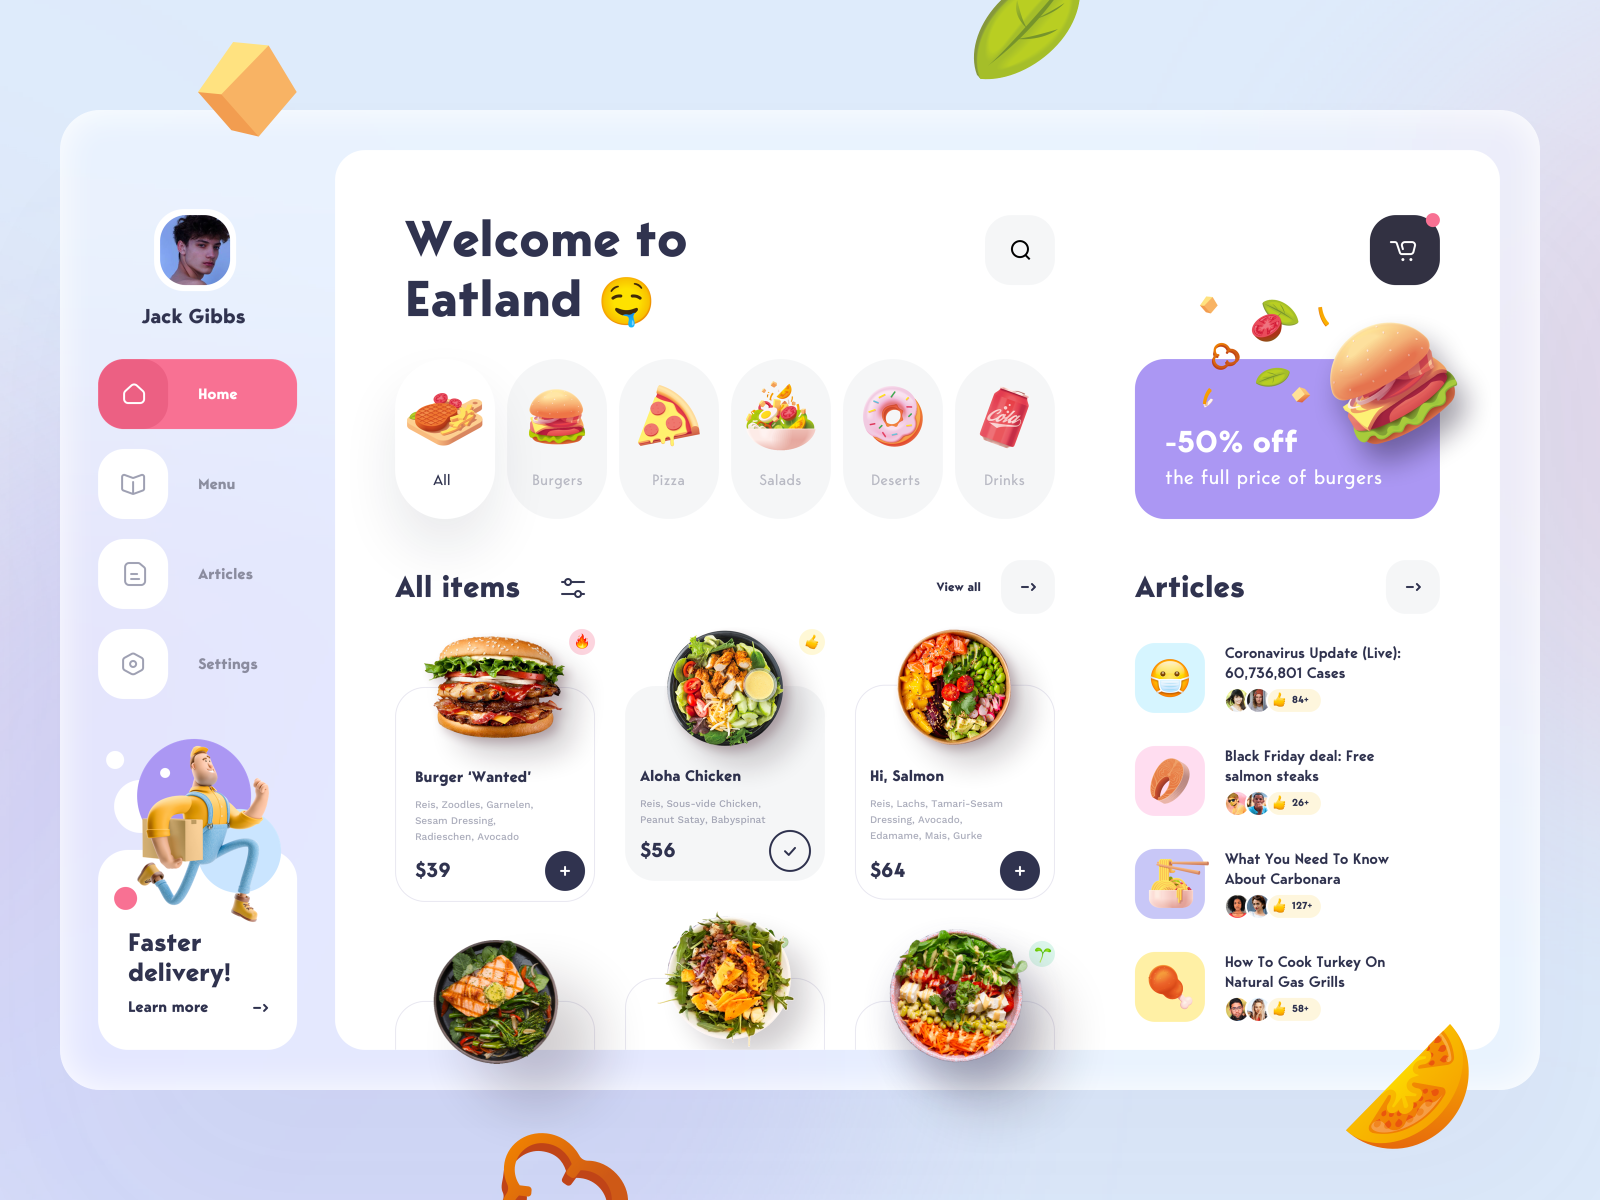 Jack Gibbs
Home
Menu
Articles
Settings
Faster
delivery!
Learn more
Welcome to
Eatland 🤤
All
Burgers
Pizza
Salads
Deserts
Cola
Drinks
-50% off
the full price of burgers
All items
View all
Burger ‘Wanted’
Reis, Zoodles, Garnelen,
Sesam Dressing,
Radieschen, Avocado
$39
Aloha Chicken
Reis, Sous-vide Chicken,
Peanut Satay, Babyspinat
$56
Hi, Salmon
Reis, Lachs, Tamari-Sesam
Dressing, Avocado,
Edamame, Mais, Gurke
$64
Articles
Coronavirus Update (Live):
60,736,801 Cases
84+
Black Friday deal: Free
salmon steaks
26+
What You Need To Know
About Carbonara
127+
How To Cook Turkey On
Natural Gas Grills
58+